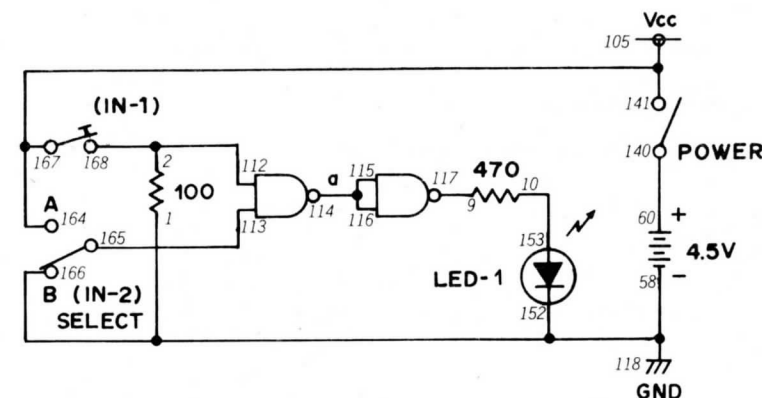 Vcc
105
(IN-1)
141
167 168 2 112 a 115 117 470 140 POWER
100 114 10
A 164 1 113 116 9
165 60 +
166 153 4.5V
B (IN-2) LED-1 58 −
SELECT 152
118
GND